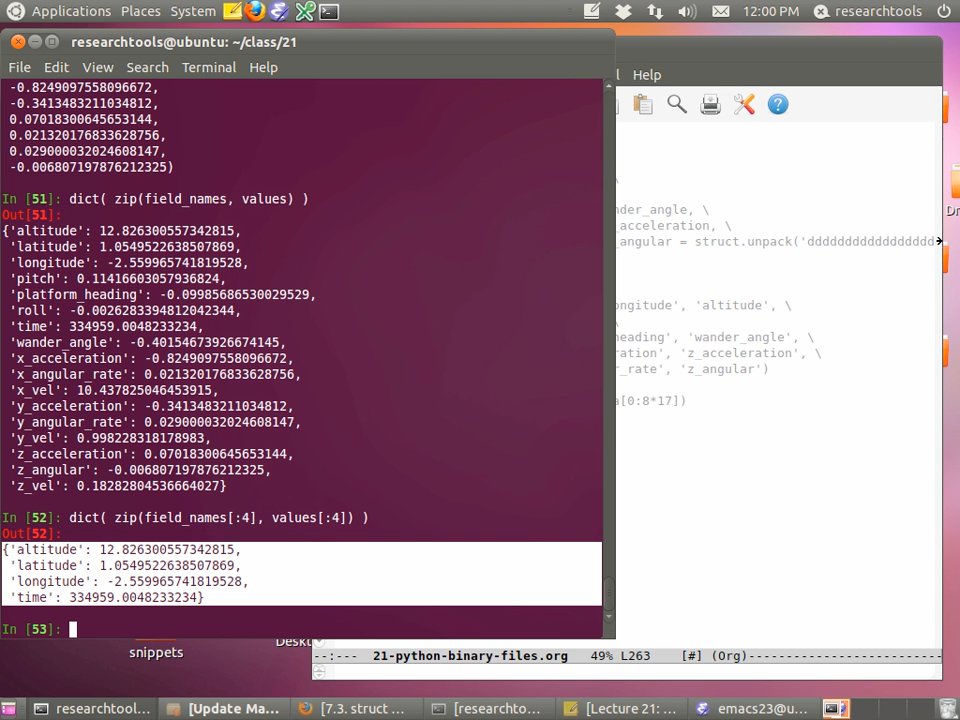 Applications Places System 12:00 PM researchtools
researchtools@ubuntu: ~/class/21
File Edit View Search Terminal Help
-0.8249097558096672,
-0.3413483211034812,
0.07018300645653144,
0.021320176833628756,
0.029000032024608147,
-0.006807197876212325)
In [51]: dict( zip(field_names, values) )
Out[51]:
{'altitude': 12.826300557342815,
'latitude': 1.0549522638507869,
'longitude': -2.559965741819528,
'pitch': 0.11416603057936824,
'platform_heading': -0.09985686530029529,
'roll': -0.0026283394812042344,
'time': 334959.0048233234,
'wander_angle': -0.40154673926674145,
'x_acceleration': -0.8249097558096672,
'x_angular_rate': 0.021320176833628756,
'x_vel': 10.437825046453915,
'y_acceleration': -0.3413483211034812,
'y_angular_rate': 0.029000032024608147,
'y_vel': 0.998228318178983,
'z_acceleration': 0.07018300645653144,
'z_angular': -0.006807197876212325,
'z_vel': 0.18282804536664027}
In [52]: dict( zip(field_names[:4], values[:4]) )
Out[52]:
{'altitude': 12.826300557342815,
'latitude': 1.0549522638507869,
'longitude': -2.559965741819528,
'time': 334959.0048233234}
In [53]:
Help
\
nder_angle, \
_acceleration, \
_angular = struct.unpack('ddddddddddddddddd
ongitude', 'altitude', \
\
heading', 'wander_angle', \
ration', 'z_acceleration', \
r_rate', 'z_angular')
a[0:8*17])
--:--- 21-python-binary-files.org 49% L263 [#] (Org)--------------------------
Dr
Deskt
snippets
researchtool... [Update Ma... [7.3. struct ... [researchto... [Lecture 21: ... emacs23@u...